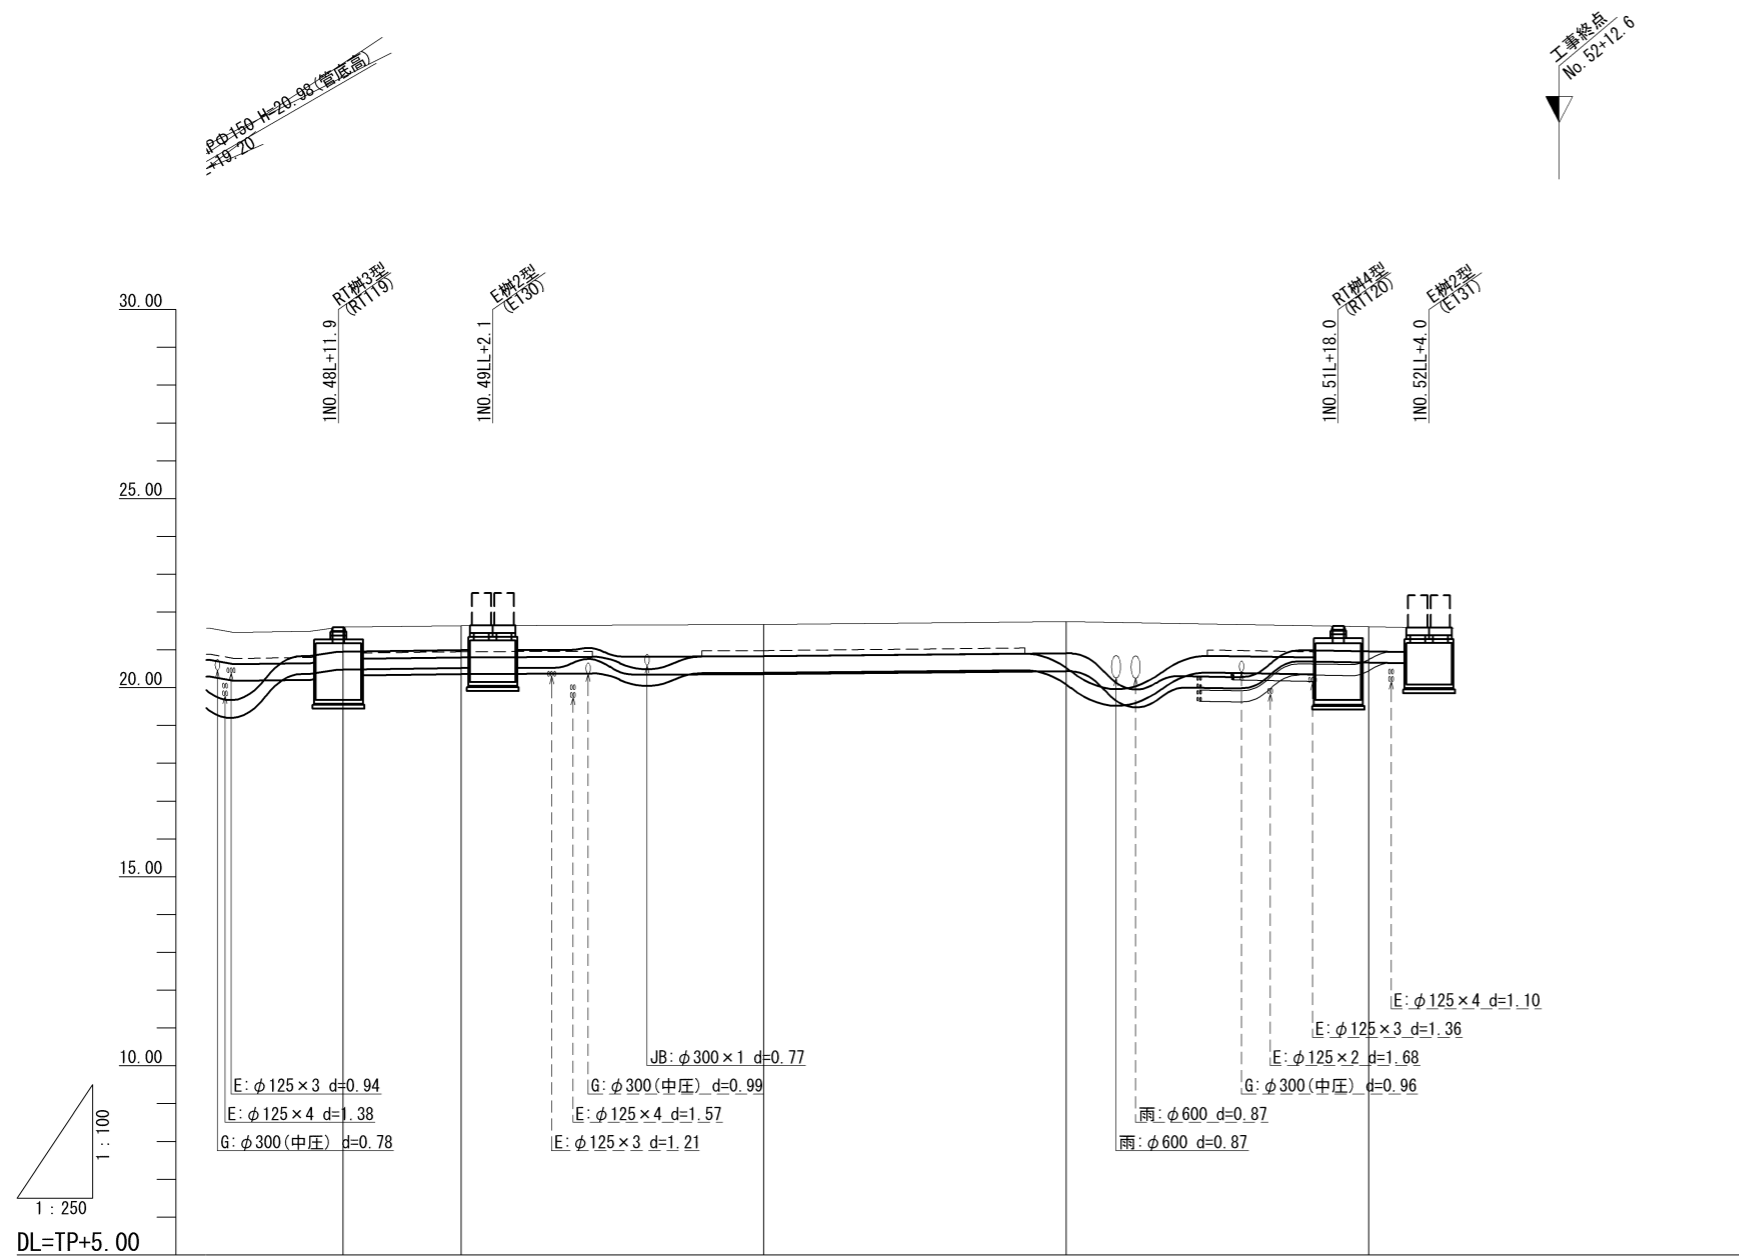 工事終点
No.52+12.6
Φ150 H=20.98(管底高)
+19.20
RT桝3型
(RT119)
1NO.48L+11.9
E桝2型
(E130)
1NO.49LL+2.1
RT桝4型
(RT120)
1NO.51L+18.0
E桝2型
(E131)
1NO.52LL+4.0
30.00
25.00
20.00
15.00
10.00
E:φ125×4 d=1.10
E:φ125×3 d=1.36
JB:φ300×1 d=0.77
E:φ125×2 d=1.68
E:φ125×3 d=0.94
G:φ300(中圧) d=0.99
G:φ300(中圧) d=0.96
E:φ125×4 d=1.38
E:φ125×4 d=1.57
雨:φ600 d=0.87
G:φ300(中圧) d=0.78
E:φ125×3 d=1.21
雨:φ600 d=0.87
1:100
1:250
DL=TP+5.00